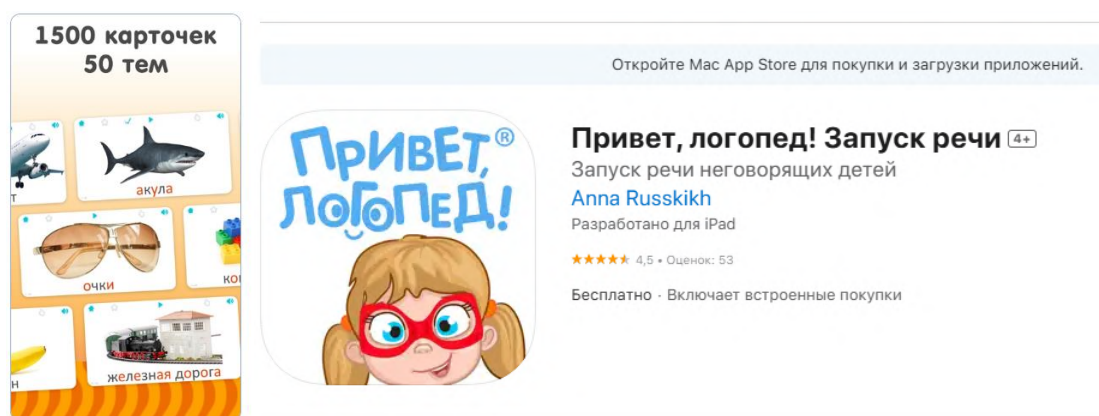 1500 карточек
50 тем
акула
очки
железная дорога
Откройте Mac App Store для покупки и загрузки приложений.
ПРИВЕТ, ®
ЛОГОПЕД!
Привет, логопед! Запуск речи 4+
Запуск речи неговорящих детей
Anna Russkikh
Разработано для iPad
4,5 • Оценок: 53
Бесплатно · Включает встроенные покупки